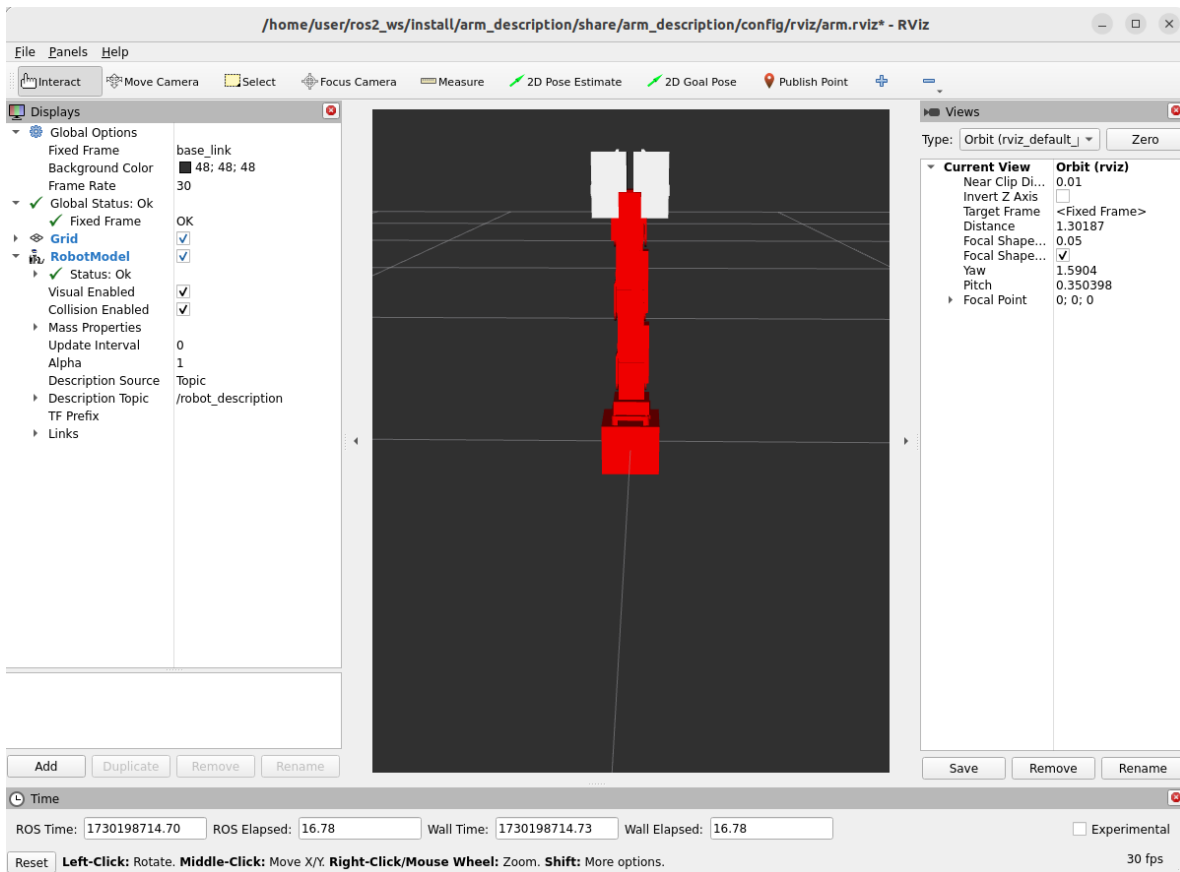 /home/user/ros2_ws/install/arm_description/share/arm_description/config/rviz/arm.rviz* - RViz
File Panels Help
Interact Move Camera Select Focus Camera Measure 2D Pose Estimate 2D Goal Pose Publish Point
Displays
Global Options
Fixed Frame base_link
Background Color 48; 48; 48
Frame Rate 30
Global Status: Ok
Fixed Frame OK
Grid
RobotModel
Status: Ok
Visual Enabled
Collision Enabled
Mass Properties
Update Interval 0
Alpha 1
Description Source Topic
Description Topic /robot_description
TF Prefix
Links
Add Duplicate Remove Rename
Views
Type: Orbit (rviz_default_ Zero
Current View Orbit (rviz)
Near Clip Di... 0.01
Invert Z Axis
Target Frame <Fixed Frame>
Distance 1.30187
Focal Shape... 0.05
Focal Shape...
Yaw 1.5904
Pitch 0.350398
Focal Point 0; 0; 0
Save Remove Rename
Time
ROS Time: 1730198714.70 ROS Elapsed: 16.78 Wall Time: 1730198714.73 Wall Elapsed: 16.78 Experimental
Reset Left-Click: Rotate. Middle-Click: Move X/Y. Right-Click/Mouse Wheel: Zoom. Shift: More options. 30 fps